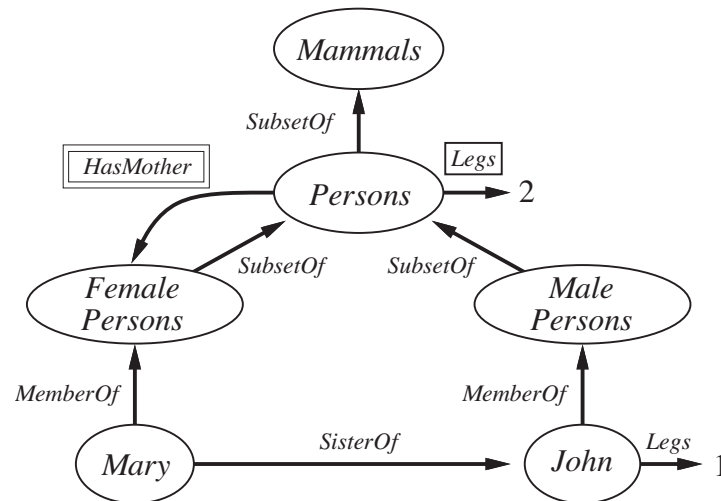 Mammals
SubsetOf
HasMother
Legs
Persons
2
SubsetOf
SubsetOf
Female
Persons
Male
Persons
MemberOf
MemberOf
SisterOf
Legs
Mary
John
1